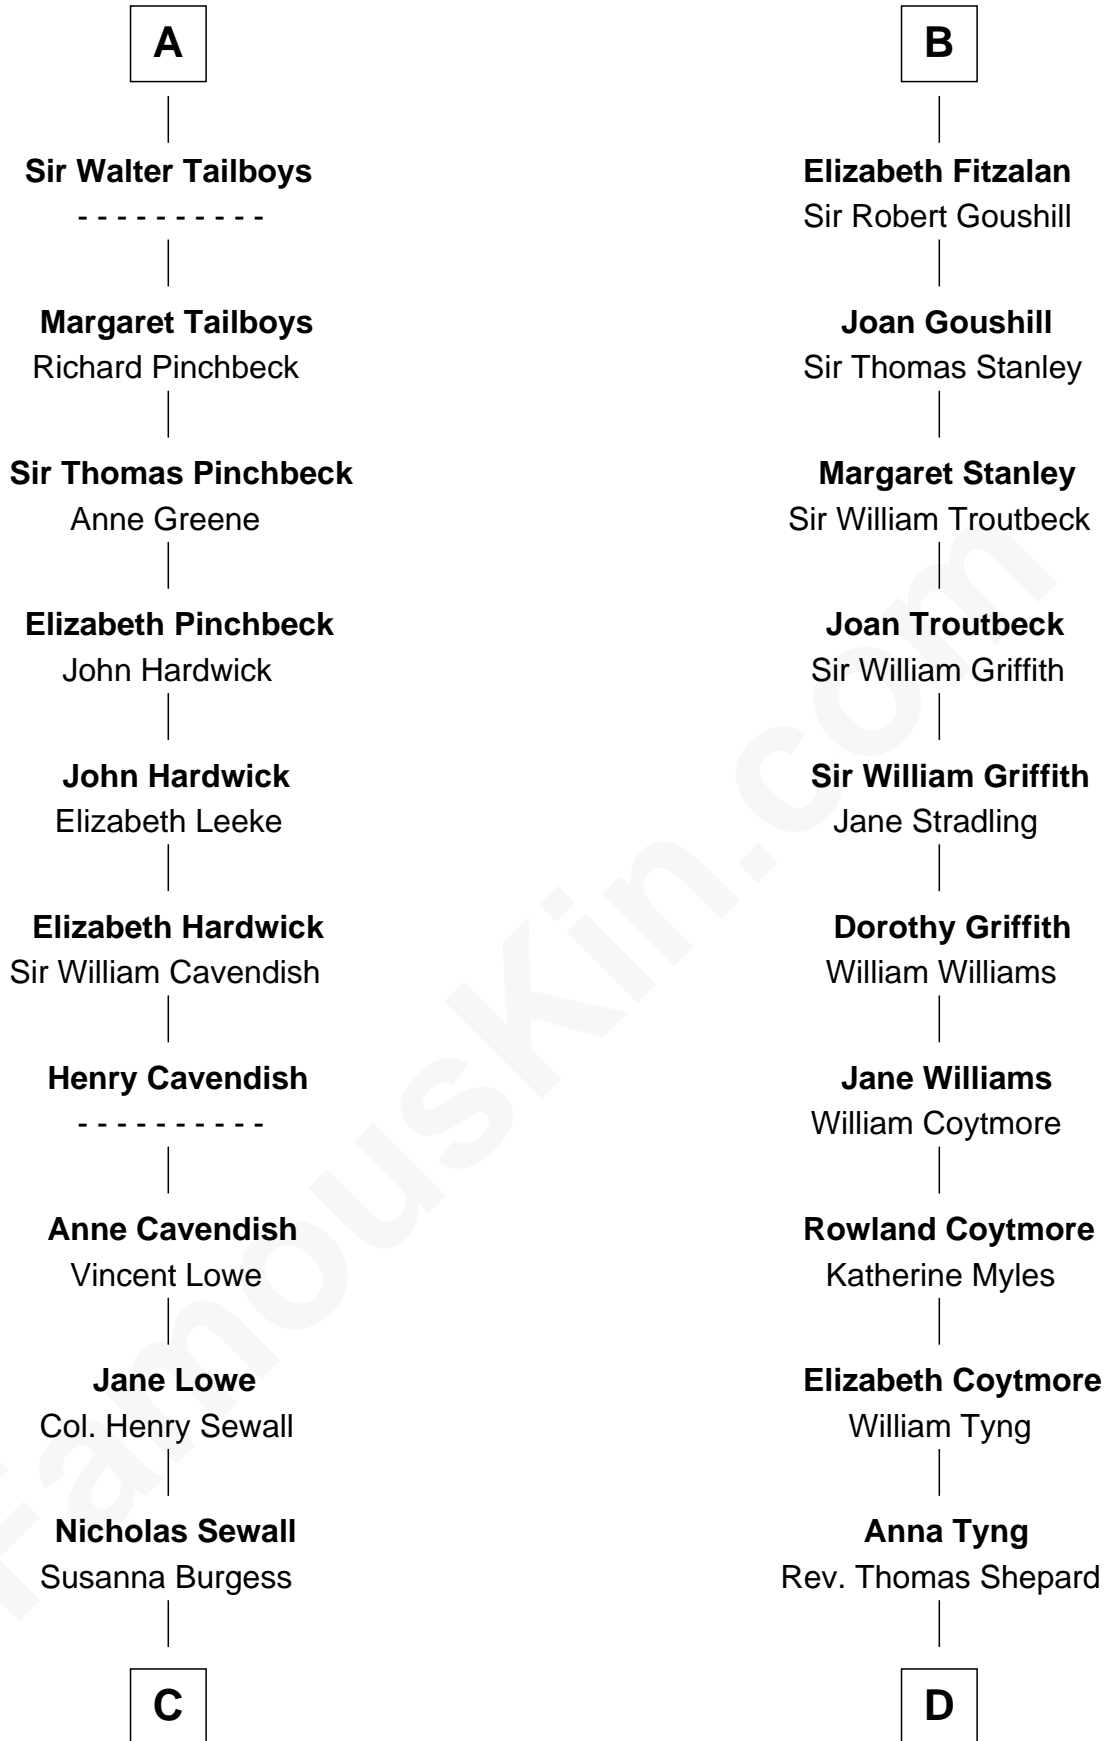 A
Sir Walter Tailboys
- - - - - - - - - -
Margaret Tailboys
Richard Pinchbeck
Sir Thomas Pinchbeck
Anne Greene
Elizabeth Pinchbeck
John Hardwick
John Hardwick
Elizabeth Leeke
Elizabeth Hardwick
Sir William Cavendish
Henry Cavendish
- - - - - - - - - -
Anne Cavendish
Vincent Lowe
Jane Lowe
Col. Henry Sewall
Nicholas Sewall
Susanna Burgess
C
B
Elizabeth Fitzalan
Sir Robert Goushill
Joan Goushill
Sir Thomas Stanley
Margaret Stanley
Sir William Troutbeck
Joan Troutbeck
Sir William Griffith
Sir William Griffith
Jane Stradling
Dorothy Griffith
William Williams
Jane Williams
William Coytmore
Rowland Coytmore
Katherine Myles
Elizabeth Coytmore
William Tyng
Anna Tyng
Rev. Thomas Shepard
D
FamousKin.com